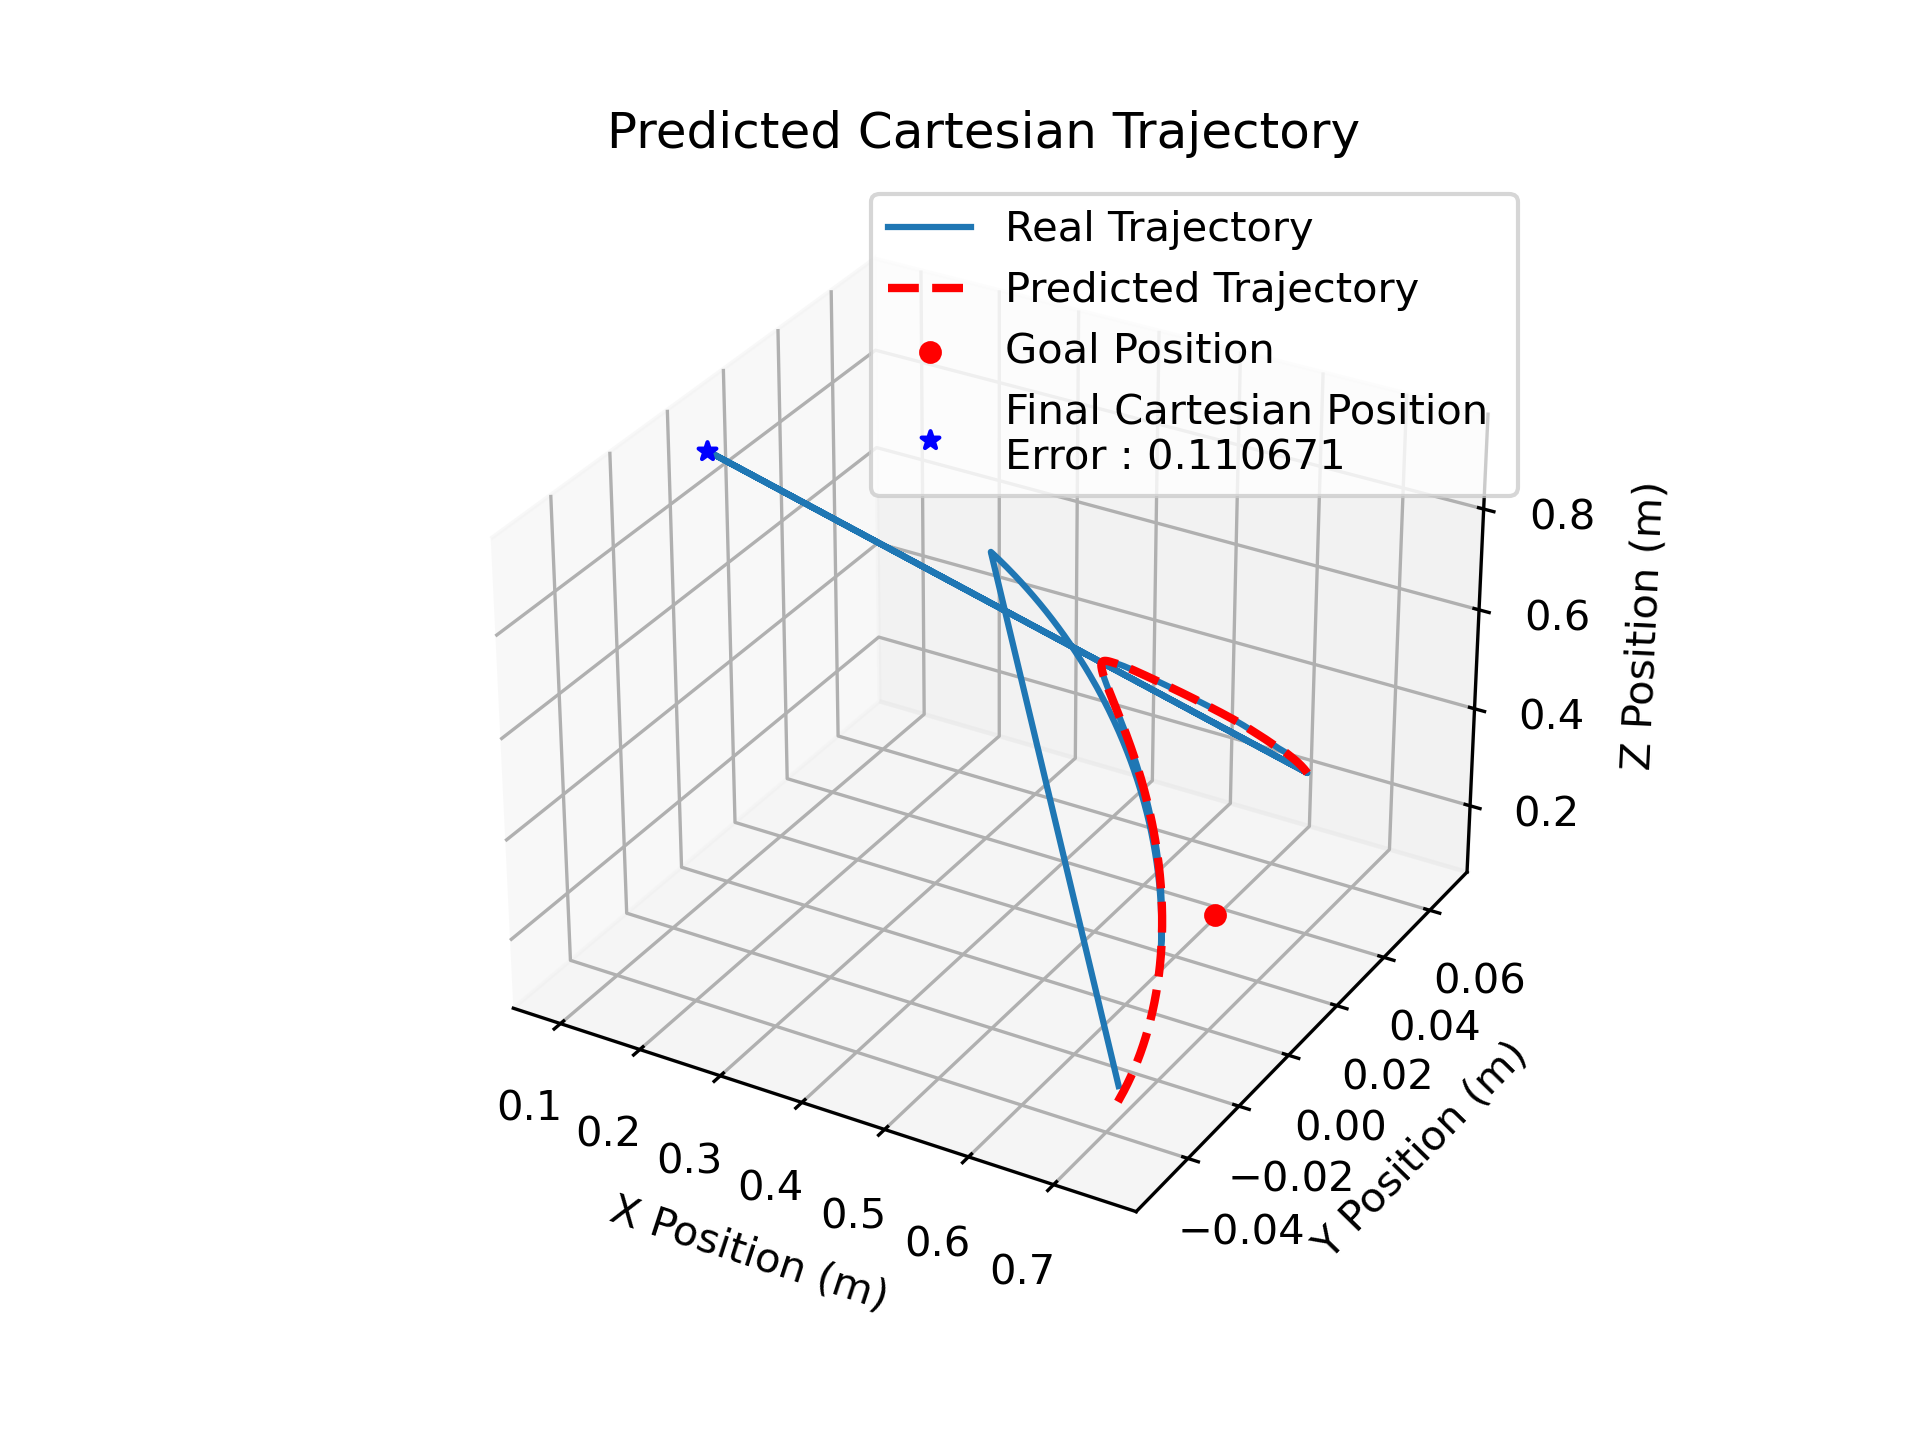 Predicted Cartesian Trajectory
Real Trajectory
Predicted Trajectory
Goal Position
Final Cartesian Position
Error : 0.110671
0.8
0.6
0.4
0.2
Z Position (m)
0.06
0.04
0.02
0.00
−0.02
−0.04
Y Position (m)
0.1
0.2
0.3
0.4
0.5
0.6
0.7
X Position (m)